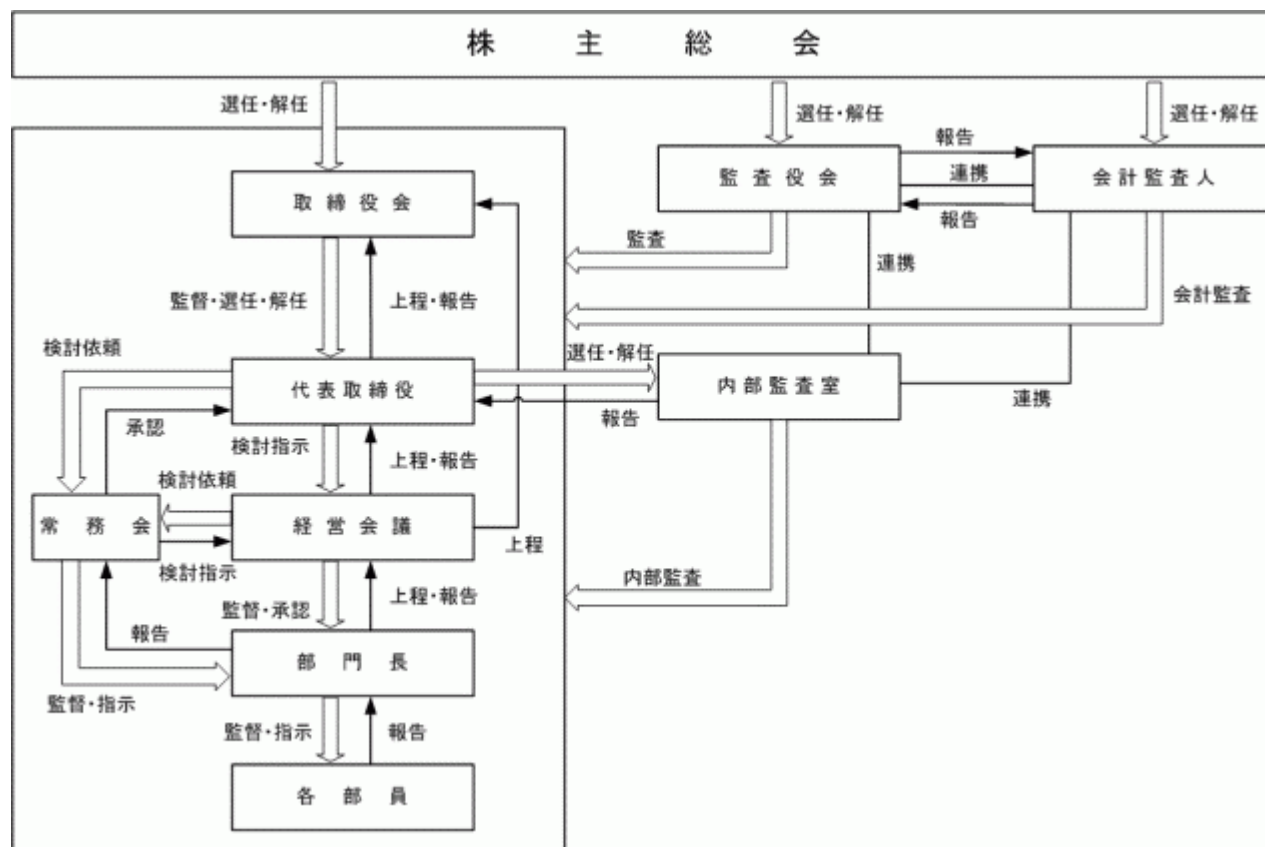 株主総会
選任・解任
選任・解任
選任・解任
取締役会
監査役会
会計監査人
報告
連携
報告
監査
連携
会計監査
監督・選任・解任
上程・報告
検討依頼
選任・解任
代表取締役
内部監査室
連携
報告
承認
検討指示
上程・報告
検討依頼
常務会
経営会議
上程
検討指示
内部監査
監督・承認
上程・報告
報告
部門長
監督・指示
監督・指示
報告
各部員